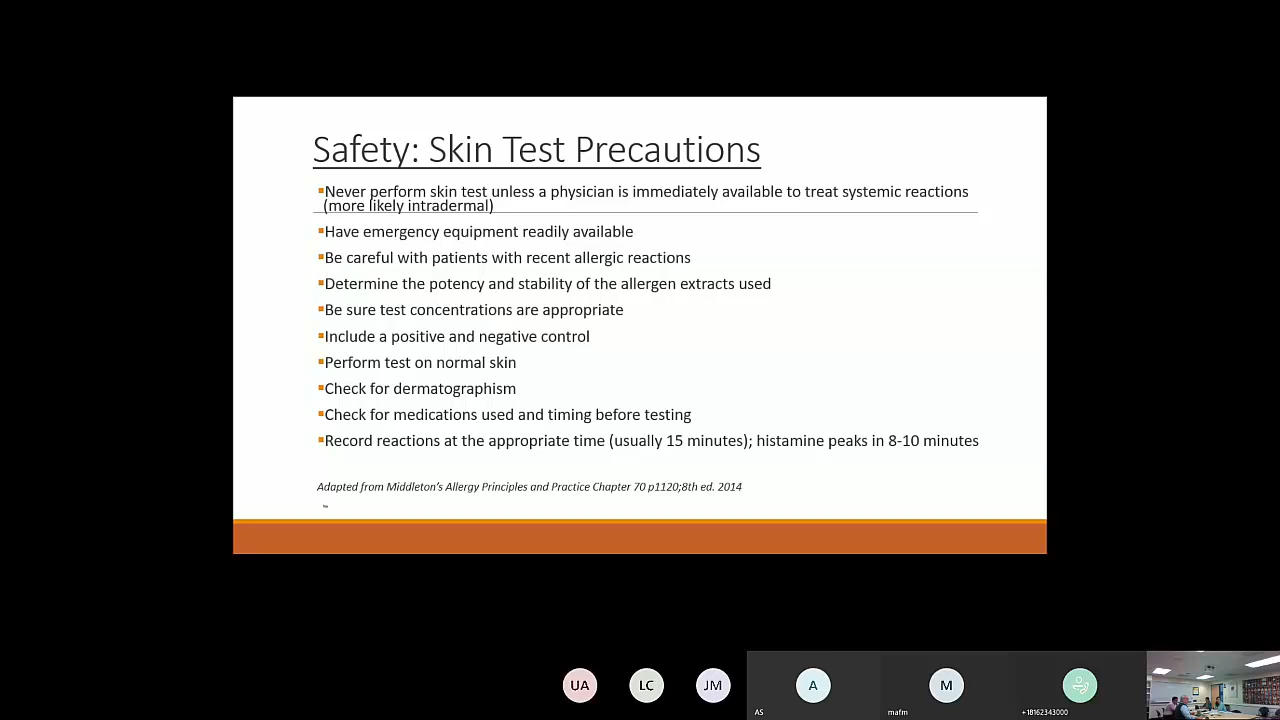 Safety: Skin Test Precautions
▪Never perform skin test unless a physician is immediately available to treat systemic reactions
(more likely intradermal)
▪Have emergency equipment readily available
▪Be careful with patients with recent allergic reactions
▪Determine the potency and stability of the allergen extracts used
▪Be sure test concentrations are appropriate
▪Include a positive and negative control
▪Perform test on normal skin
▪Check for dermatographism
▪Check for medications used and timing before testing
▪Record reactions at the appropriate time (usually 15 minutes); histamine peaks in 8-10 minutes
Adapted from Middleton's Allergy Principles and Practice Chapter 70 p1120;8th ed. 2014
UA LC JM A M
AS mafm +18162343000